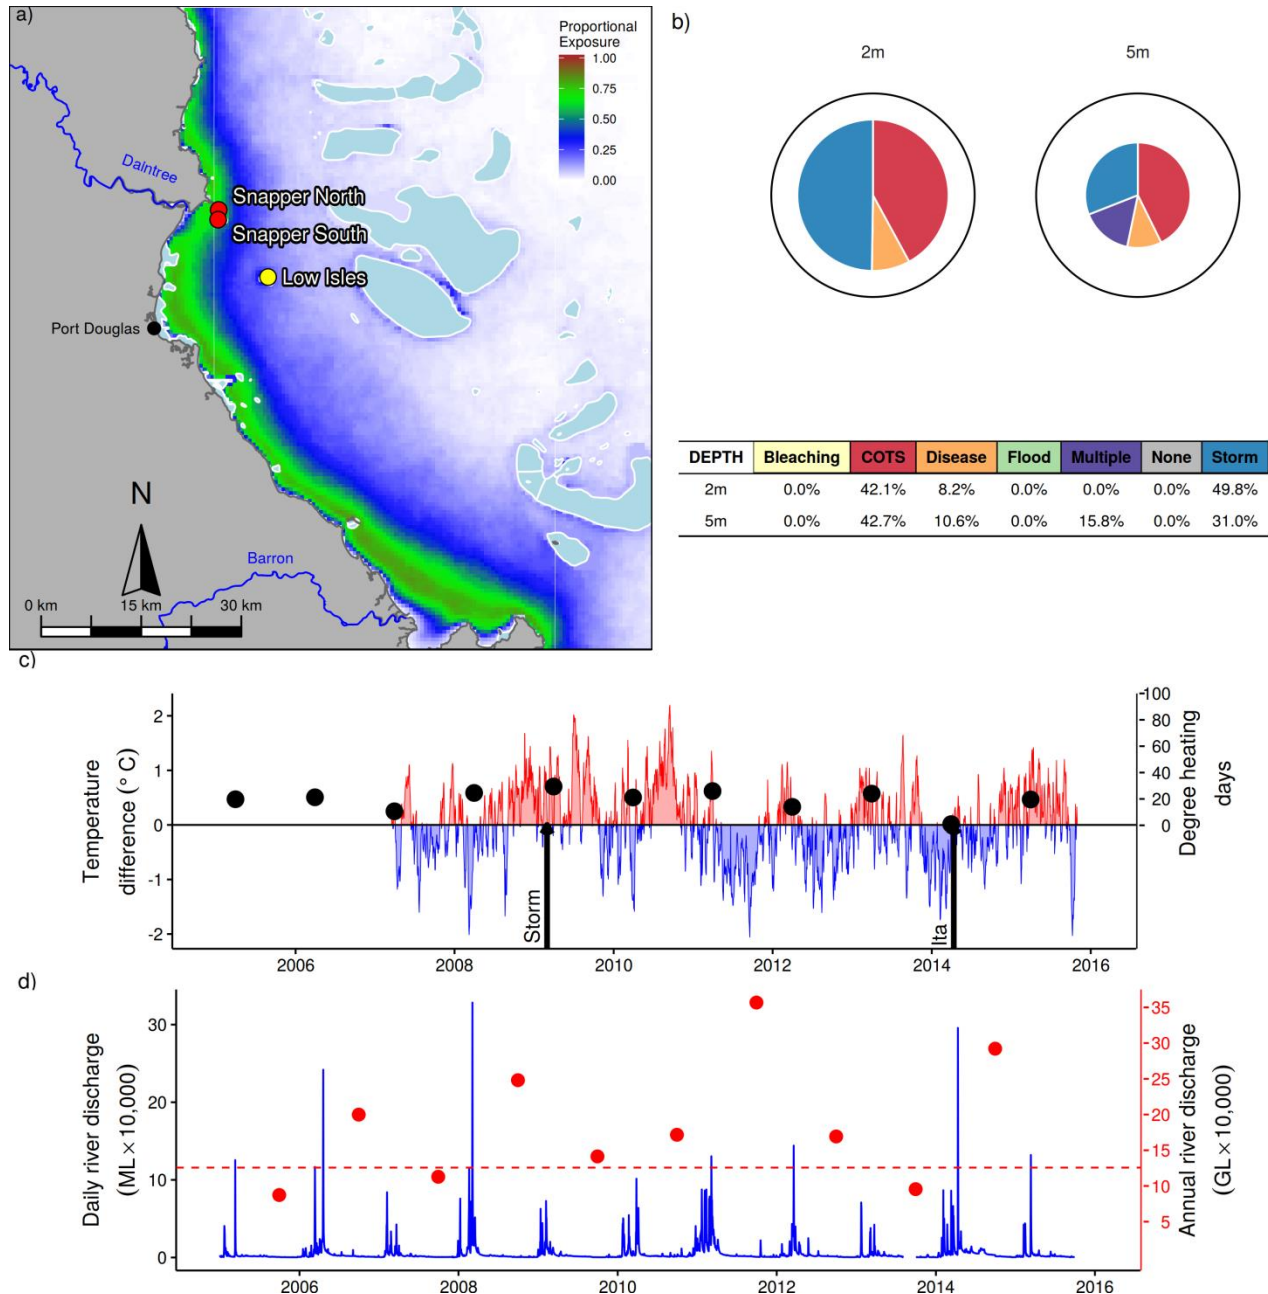 a)
Proportional
Exposure
1.00
0.75
0.50
0.25
0.00
Daintree
Snapper North
Snapper South
Low Isles
Port Douglas
N
Barron
0 km 15 km 30 km
b)
2m 5m
DEPTH Bleaching COTS Disease Flood Multiple None Storm
2m 0.0% 42.1% 8.2% 0.0% 0.0% 0.0% 49.8%
5m 0.0% 42.7% 10.6% 0.0% 15.8% 0.0% 31.0%
c)
Temperature
difference (° C)
2
1
0
-1
-2
Storm
Ita
100
80
60
40
20
0
Degree heating
days
2006 2008 2010 2012 2014 2016
d)
Daily river discharge
(ML × 10,000)
30
20
10
0
35
30
25
20
15
10
5
Annual river discharge
(GL × 10,000)
2006 2008 2010 2012 2014 2016